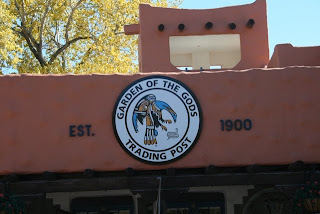 GARDEN OF THE GODS
EST. 1900
TRADING POST